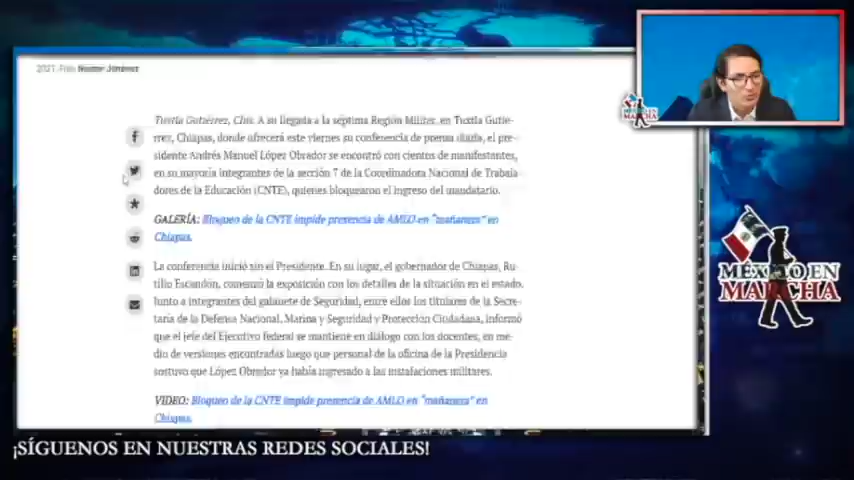 2021. Foto Nestor Jiménez
Tuxtla Gutiérrez, Chis. A su llegada a la séptima Región Militar, en Tuxtla Gutie-
rrez, Chiapas, donde ofrecerá este viernes su conferencia de prensa diaria, el pre-
sidente Andrés Manuel López Obrador se encontró con cientos de manifestantes,
en su mayoría integrantes de la sección 7 de la Coordinadora Nacional de Trabaja
dores de la Educación (CNTE), quienes bloquearon el ingreso del mandatario.
GALERÍA: Bloqueo de la CNTE impide presencia de AMLO en "mañanera" en
Chiapas.
La conferencia inició sin el Presidente. En su lugar, el gobernador de Chiapas, Ru-
tilio Escandón, comenzó la exposición con los detalles de la situación en el estado.
Junto a integrantes del gabinete de Seguridad, entre ellos los titulares de la Secre-
taría de la Defensa Nacional, Marina y Seguridad y Protección Ciudadana, informó
que el jefe del Ejecutivo federal se mantiene en diálogo con los docentes, en me-
dio de versiones encontradas luego que personal de la oficina de la Presidencia
sostuvo que López Obrador ya había ingresado a las instalaciones militares.
VIDEO: Bloqueo de la CNTE impide presencia de AMLO en "mañanera" en
Chiapas.
MÉXICO EN
MARCHA
MÉXICO EN
MARCHA
¡SÍGUENOS EN NUESTRAS REDES SOCIALES!